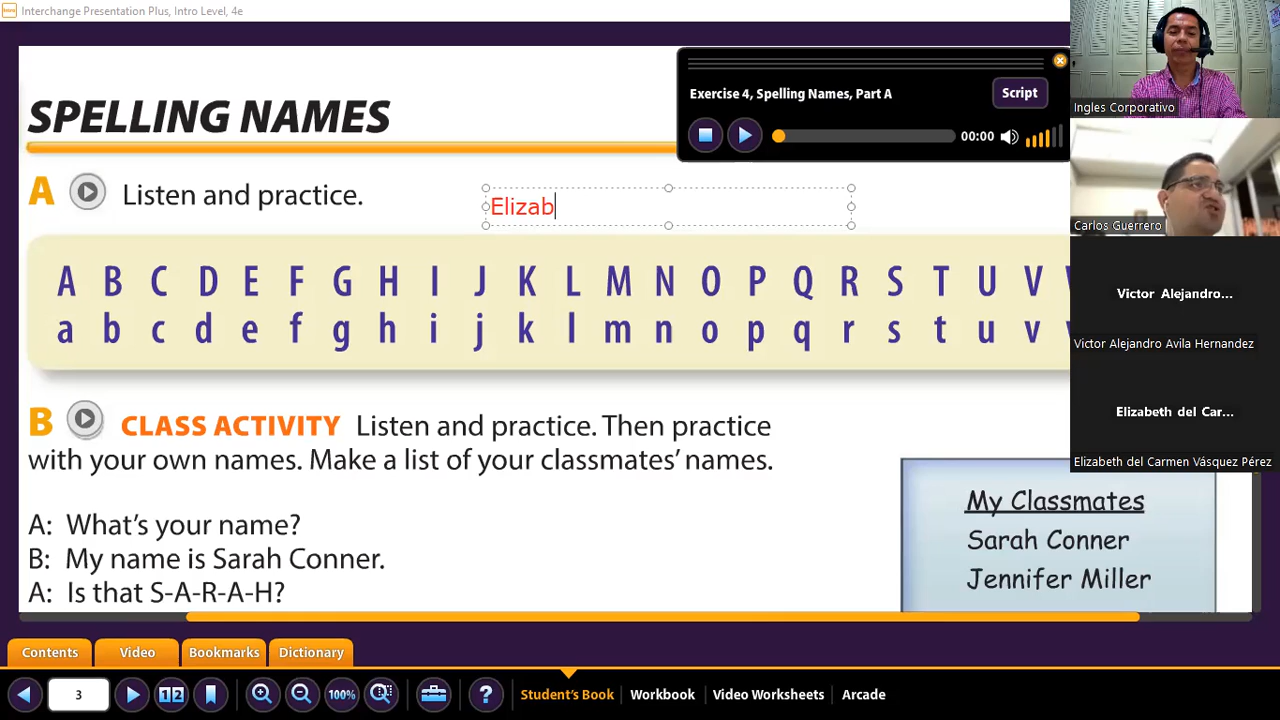 Interchange Presentation Plus, Intro Level, 4e
SPELLING NAMES
Exercise 4, Spelling Names, Part A
Script
00:00
A Listen and practice.
Elizab
A B C D E F G H I J K L M N O P Q R S T U V
a b c d e f g h i j k l m n o p q r s t u v
B CLASS ACTIVITY Listen and practice. Then practice
with your own names. Make a list of your classmates' names.
A: What's your name?
B: My name is Sarah Conner.
A: Is that S-A-R-A-H?
My Classmates
Sarah Conner
Jennifer Miller
Ingles Corporativo
Carlos Guerrero
Victor Alejandro...
Victor Alejandro Avila Hernandez
Elizabeth del Car...
Elizabeth del Carmen Vásquez Pérez
Contents
Video
Bookmarks
Dictionary
3
1 2
100%
?
Student's Book
Workbook
Video Worksheets
Arcade